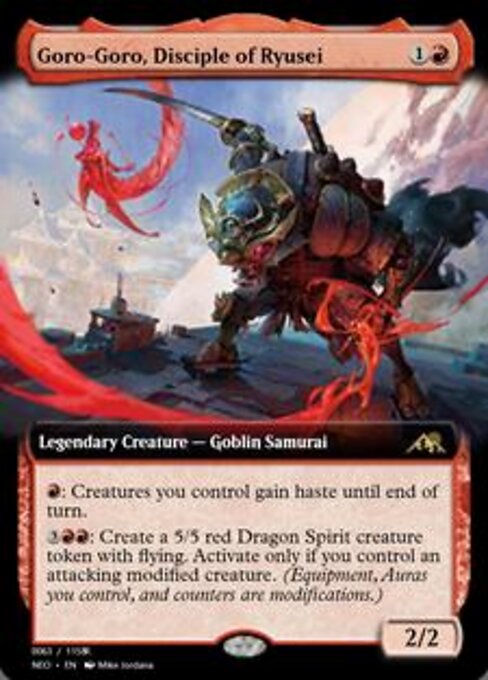 Goro-Goro, Disciple of Ryusei 1
Legendary Creature — Goblin Samurai
: Creatures you control gain haste until end of
turn.
3: Create a 5/5 red Dragon Spirit creature
token with flying. Activate only if you control an
attacking modified creature. (Equipment, Auras
you control, and counters are modifications.)
2/2
NEO • EN Mike Jordana